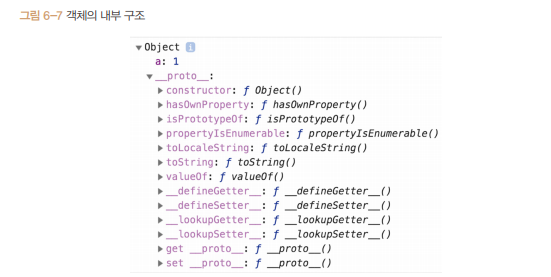 그림 6-7 객체의 내부 구조
▼Object i
a: 1
▼__proto__:
▶constructor: ƒ Object()
▶hasOwnProperty: ƒ hasOwnProperty()
▶isPrototypeOf: ƒ isPrototypeOf()
▶propertyIsEnumerable: ƒ propertyIsEnumerable()
▶toLocaleString: ƒ toLocaleString()
▶toString: ƒ toString()
▶valueOf: ƒ valueOf()
▶__defineGetter__: ƒ __defineGetter__()
▶__defineSetter__: ƒ __defineSetter__()
▶__lookupGetter__: ƒ __lookupGetter__()
▶__lookupSetter__: ƒ __lookupSetter__()
▶get __proto__: ƒ __proto__()
▶set __proto__: ƒ __proto__()